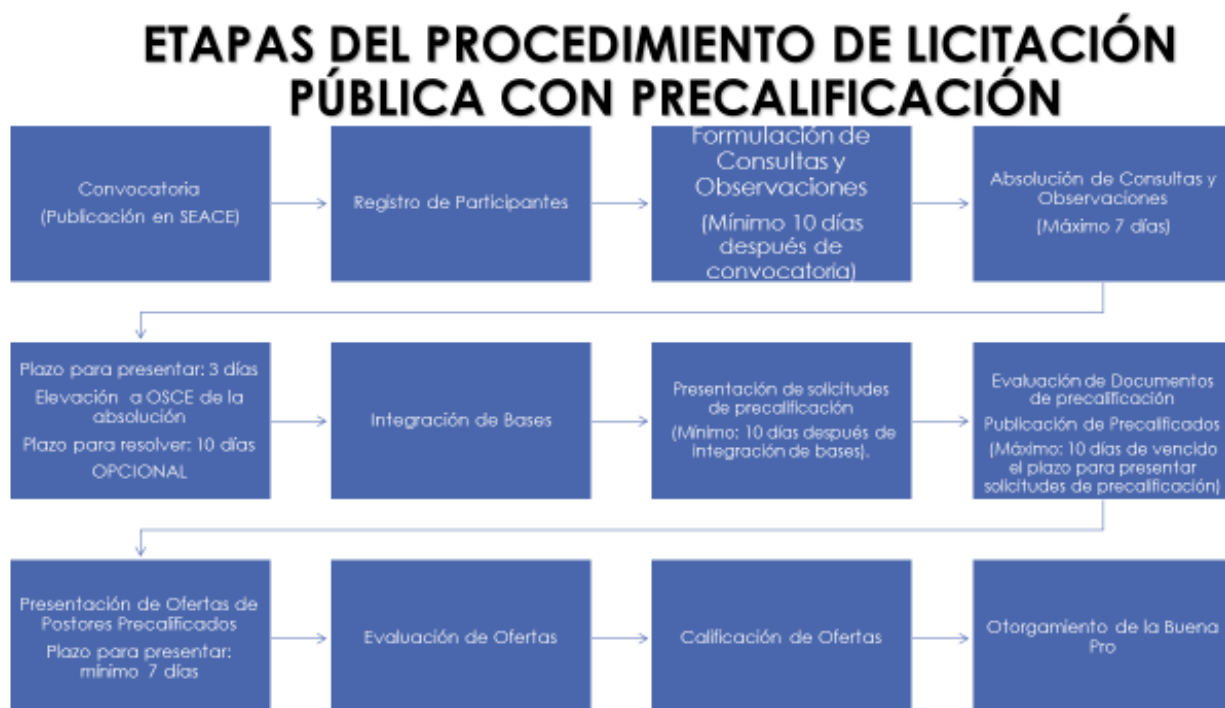 ETAPAS DEL PROCEDIMIENTO DE LICITACIÓN
PÚBLICA CON PRECALIFICACIÓN
Convocatoria
(Publicación en SEACE)
Registro de Participantes
Formulación de
Consultas y
Observaciones
(Mínimo 10 días
después de
convocatoria)
Absolución de Consultas y
Observaciones
(Máximo 7 días)
Plazo para presentar: 3 días
Elevación a OSCE de la
absolución
Plazo para resolver: 10 días
OPCIONAL
Integración de Bases
Presentación de solicitudes
de precalificación
(Mínimo: 10 días después de
integración de bases).
Evaluación de Documentos
de precalificación
Publicación de Precalificados
(Máximo: 10 días de vencido
el plazo para presentar
solicitudes de precalificación)
Presentación de Ofertas de
Postores Precalificados
Plazo para presentar:
mínimo 7 días
Evaluación de Ofertas
Calificación de Ofertas
Otorgamiento de la Buena
Pro